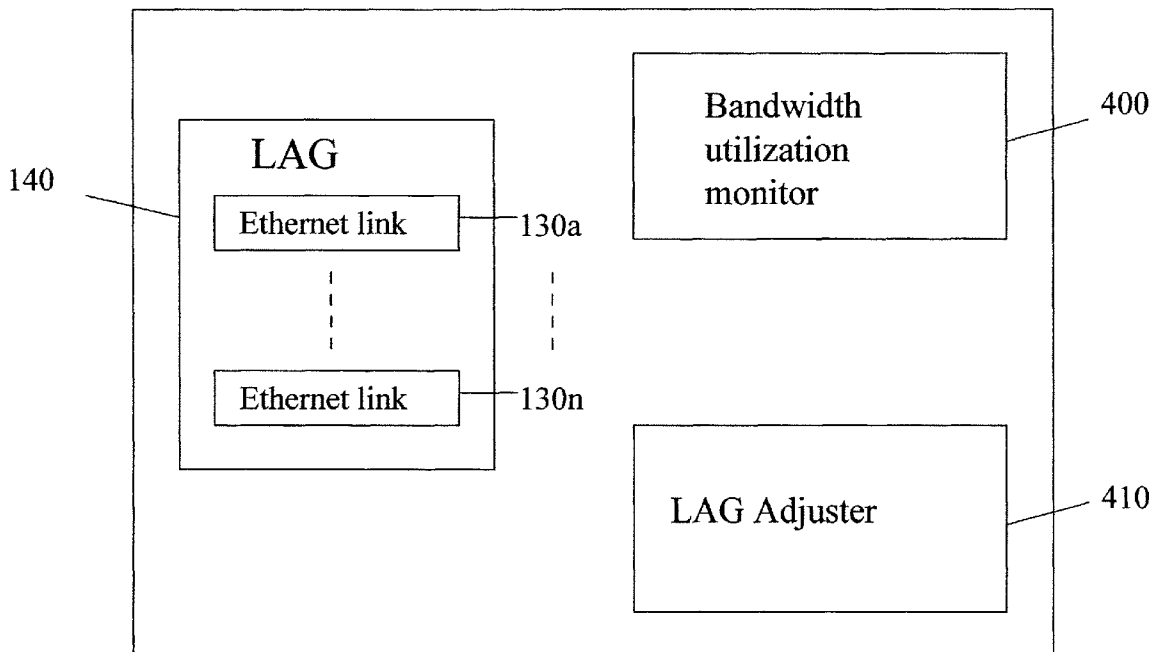 Bandwidth
utilization
monitor
400
LAG
140
Ethernet link
130a
Ethernet link
130n
LAG Adjuster
410